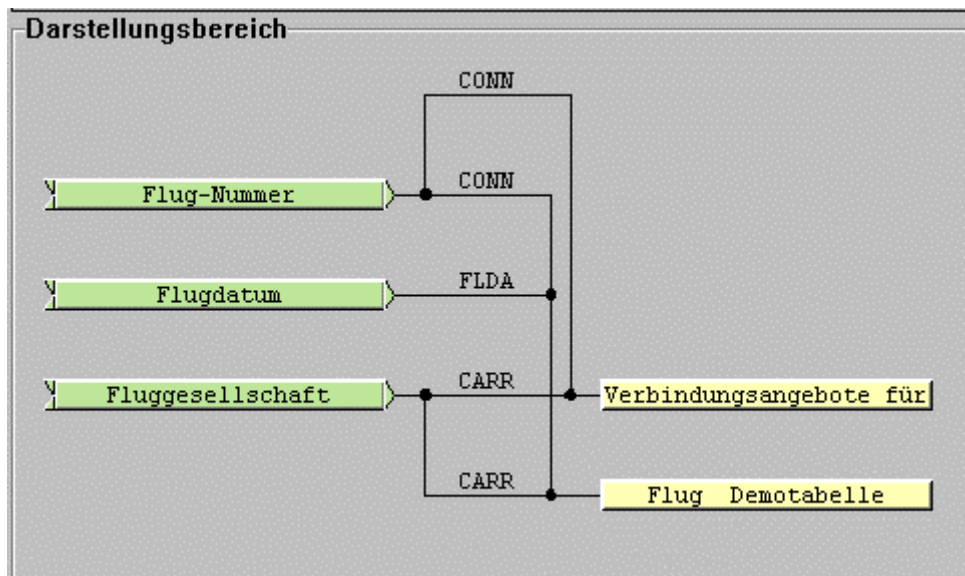 Darstellungsbereich
CONN
Flug-Nummer
CONN
Flugdatum
FLDA
Fluggesellschaft
CARR
Verbindungsangebote für
CARR
Flug Demotabelle